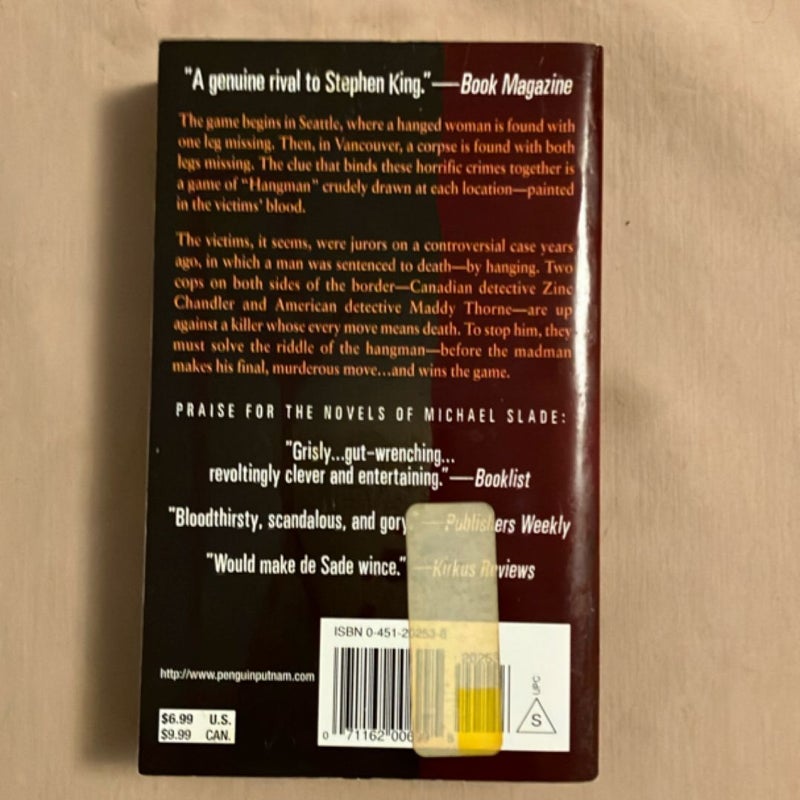 "A genuine rival to Stephen King."—Book Magazine
The game begins in Seattle, where a hanged woman is found with
one leg missing. Then, in Vancouver, a corpse is found with both
legs missing. The clue that binds these horrific crimes together is
a game of "Hangman" crudely drawn at each location—painted
in the victims' blood.
The victims, it seems, were jurors on a controversial case years
ago, in which a man was sentenced to death—by hanging. Two
cops on both sides of the border—Canadian detective Zinc
Chandler and American detective Maddy Thorne—are up
against a killer whose every move means death. To stop him, they
must solve the riddle of the hangman—before the madman
makes his final, murderous move...and wins the game.
PRAISE FOR THE NOVELS OF MICHAEL SLADE:
"Grisly...gut-wrenching...
revoltingly clever and entertaining."—Booklist
"Bloodthirsty, scandalous, and gory."—Publishers Weekly
"Would make de Sade wince."—Kirkus Reviews
ISBN 0-451-20253-8
20253
UPC
S
http://www.penguinputnam.com
$6.99 U.S.
$9.99 CAN.
0 71162 006